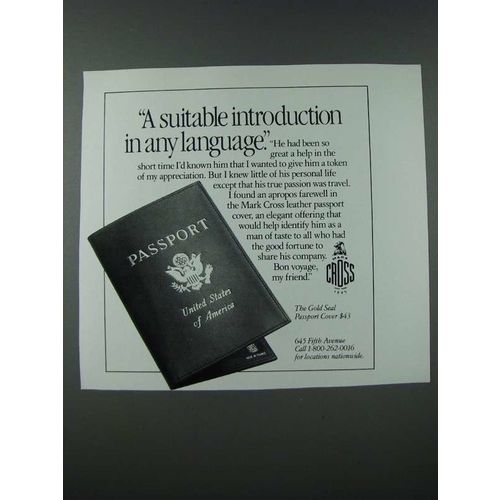 "A suitable introduction
in any language."
"He had been so
great a help in the
short time I'd known him that I wanted to give him a token
of my appreciation. But I knew little of his personal life
except that his true passion was travel.
I found an apropos farewell in
the Mark Cross leather passport
cover, an elegant offering that
would help identify him as a
man of taste to all who had
the good fortune to
share his company.
Bon voyage,
my friend."
MARK
CROSS
PASSPORT
United States
of America
The Gold Seal
Passport Cover $43
645 Fifth Avenue
Call 1-800-262-0016
for locations nationwide.